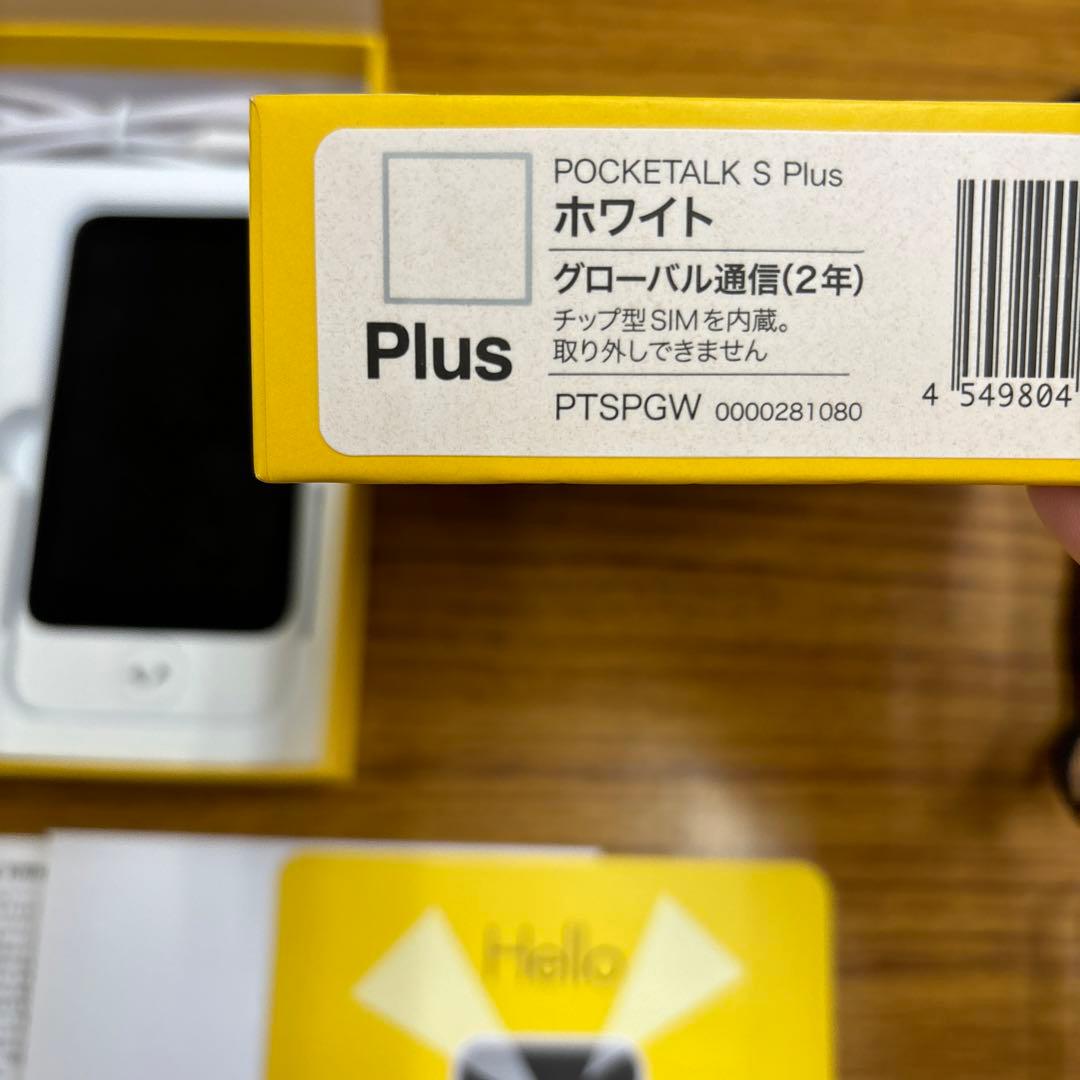 POCKETALK S Plus
ホワイト
グローバル通信(2年)
チップ型SIMを内蔵。
取り外しできません
Plus
PTSPGW 0000281080
4 549804
Hello